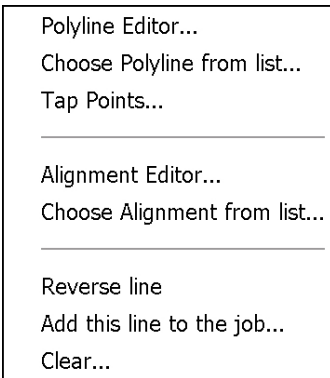 Polyline Editor...
Choose Polyline from list...
Tap Points...
Alignment Editor...
Choose Alignment from list...
Reverse line
Add this line to the job...
Clear...